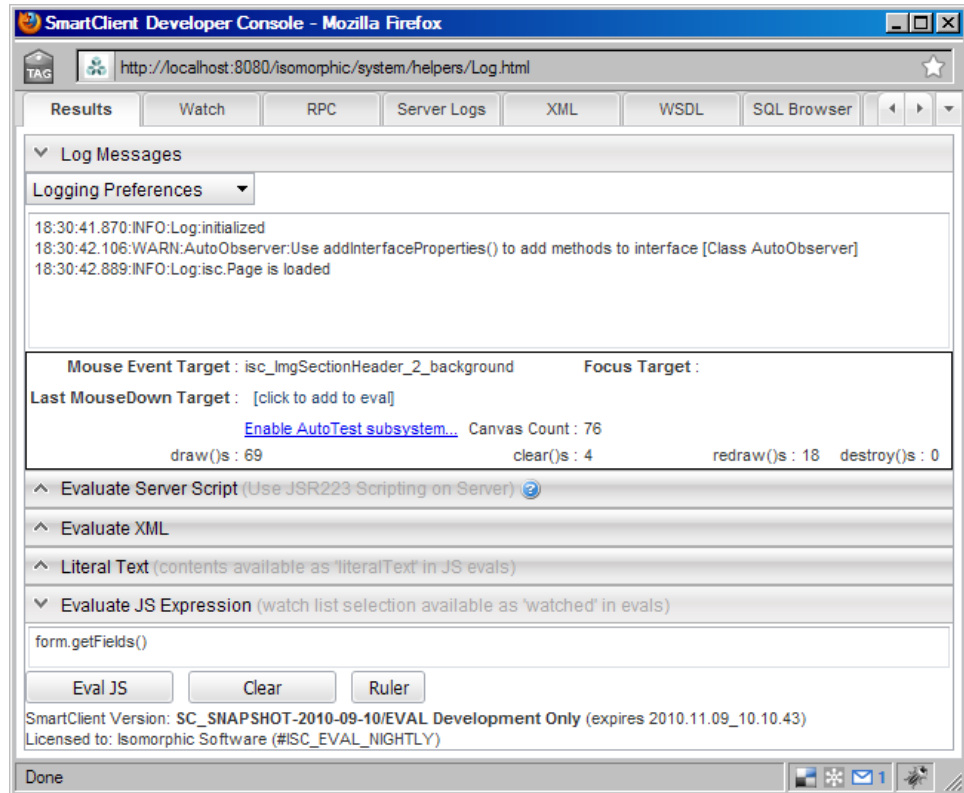 SmartClient Developer Console - Mozilla Firefox
TAG http://localhost:8080/isomorphic/system/helpers/Log.html
Results Watch RPC Server Logs XML WSDL SQL Browser
Log Messages
Logging Preferences
18:30:41.870:INFO:Log:initialized
18:30:42.106:WARN:AutoObserver:Use addInterfaceProperties() to add methods to interface [Class AutoObserver]
18:30:42.889:INFO:Log:isc.Page is loaded
Mouse Event Target : isc_ImgSectionHeader_2_background Focus Target :
Last MouseDown Target : [click to add to eval]
Enable AutoTest subsystem... Canvas Count : 76
draw()s : 69 clear()s : 4 redraw()s : 18 destroy()s : 0
Evaluate Server Script (Use JSR223 Scripting on Server) ?
Evaluate XML
Literal Text (contents available as 'literalText' in JS evals)
Evaluate JS Expression (watch list selection available as 'watched' in evals)
form.getFields()
Eval JS Clear Ruler
SmartClient Version: SC_SNAPSHOT-2010-09-10/EVAL Development Only (expires 2010.11.09_10.10.43)
Licensed to: Isomorphic Software (#ISC_EVAL_NIGHTLY)
Done 1